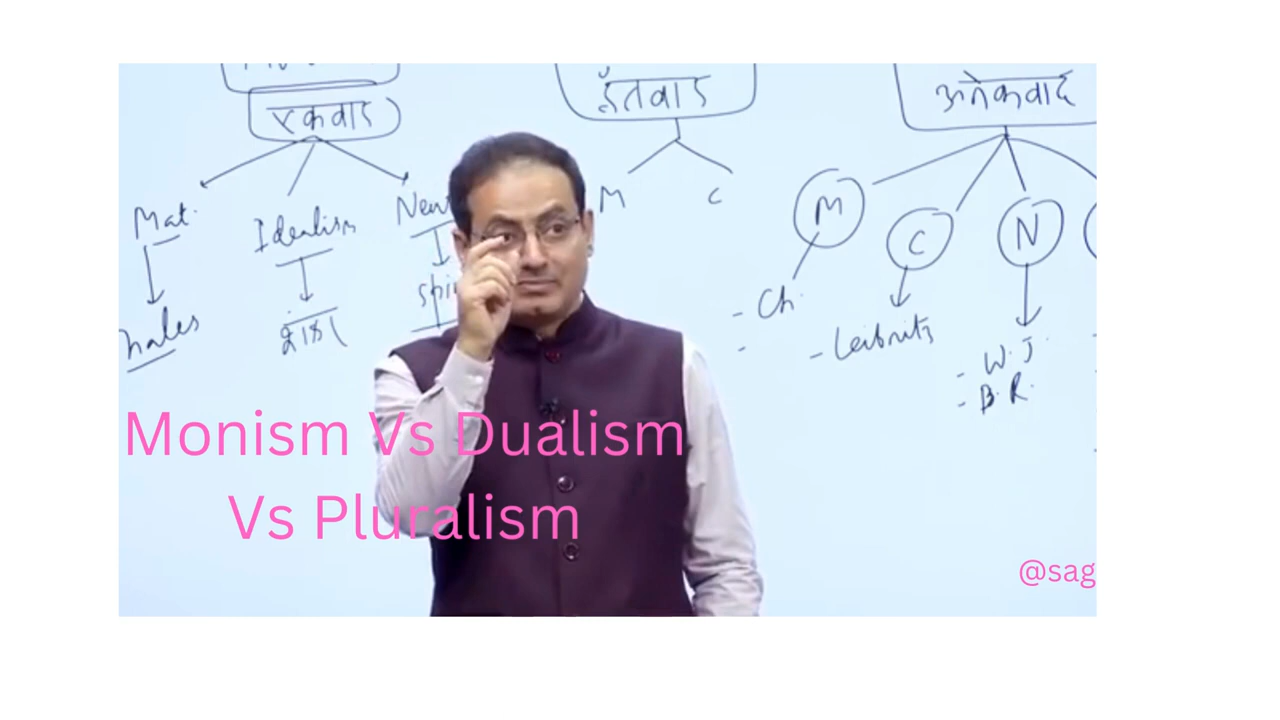 एकवाद
द्वैतवाद
अनेकवाद
Mat.
Idealism
M
C
M
C
N
hales
- Ch.
- Leibnitz
- W. J.
- B. R.
Monism Vs Dualism
Vs Pluralism
@sag